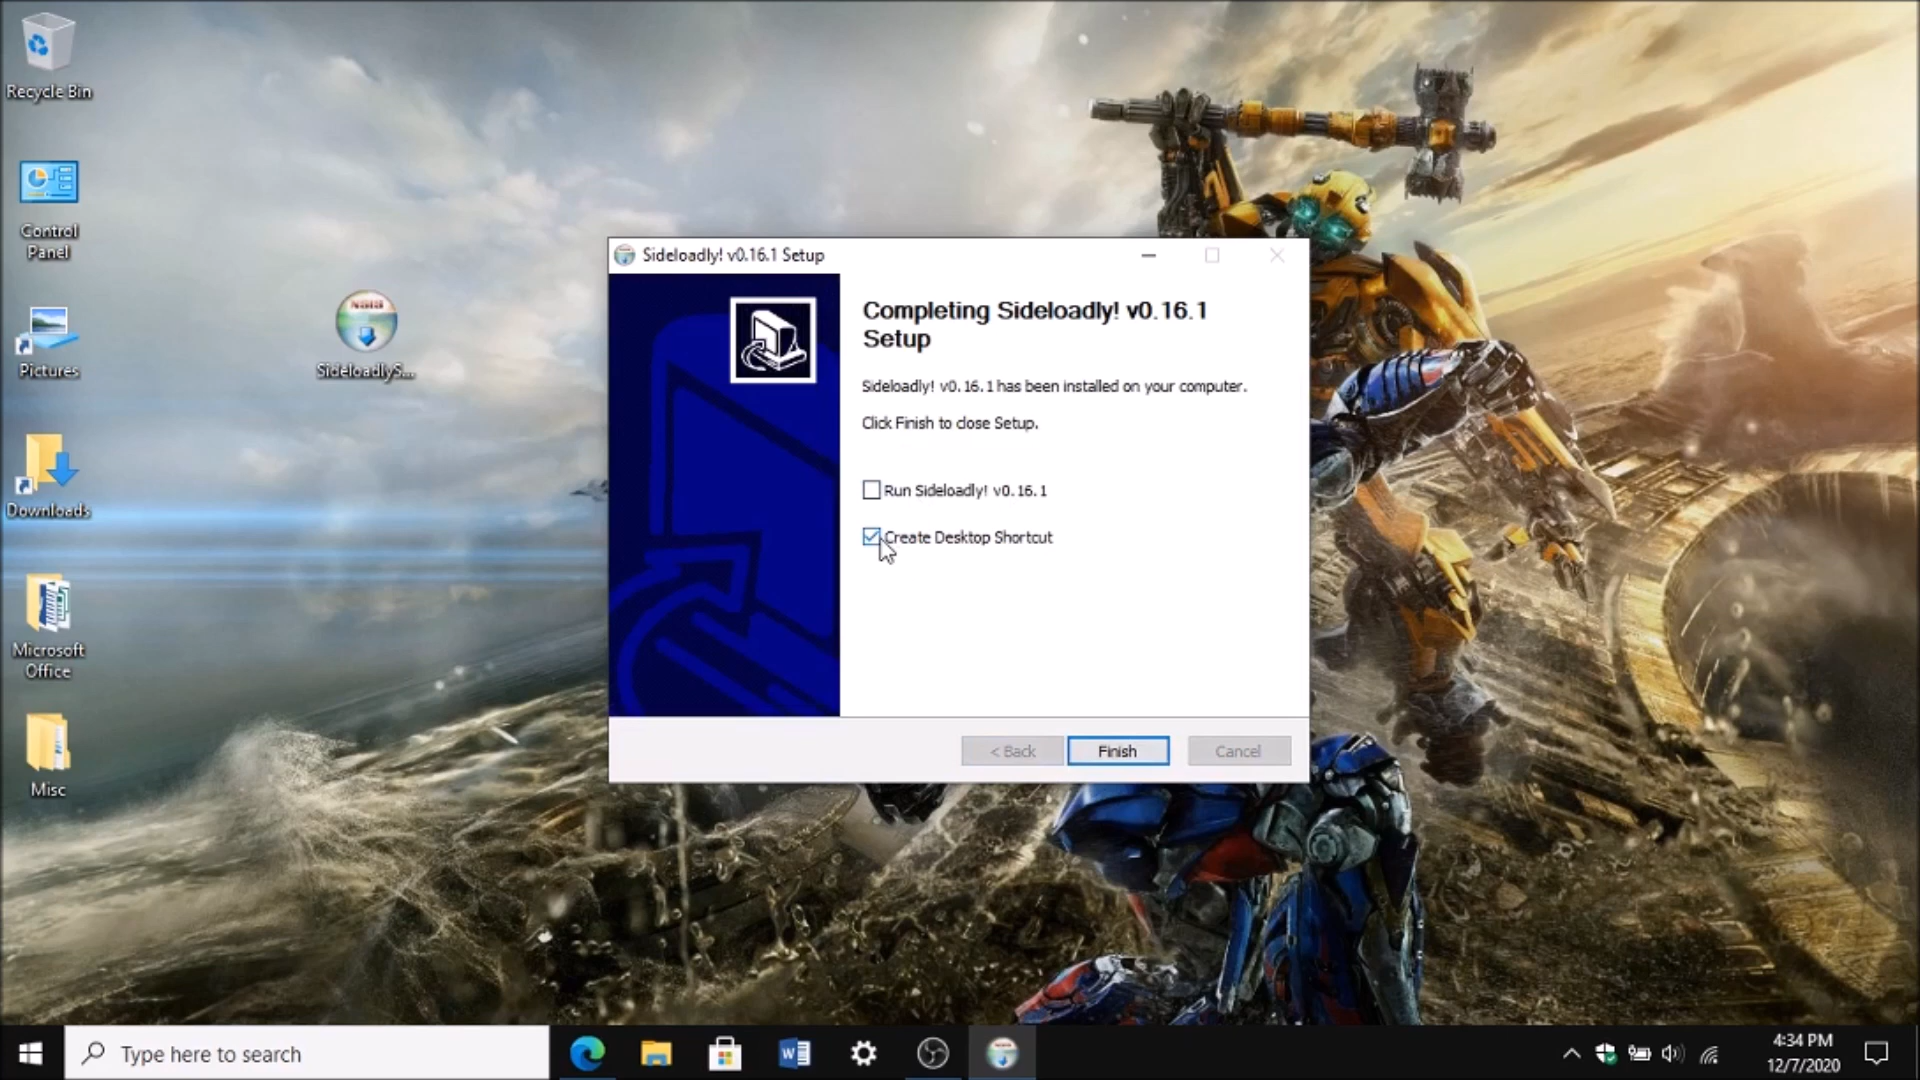 Recycle Bin
Control
Panel
Pictures
Downloads
Microsoft
Office
Misc
SideloadlyS...
Sideloadly! v0.16.1 Setup
Completing Sideloadly! v0.16.1
Setup
Sideloadly! v0.16.1 has been installed on your computer.
Click Finish to close Setup.
Run Sideloadly! v0.16.1
Create Desktop Shortcut
< Back
Finish
Cancel
Type here to search
4:34 PM
12/7/2020